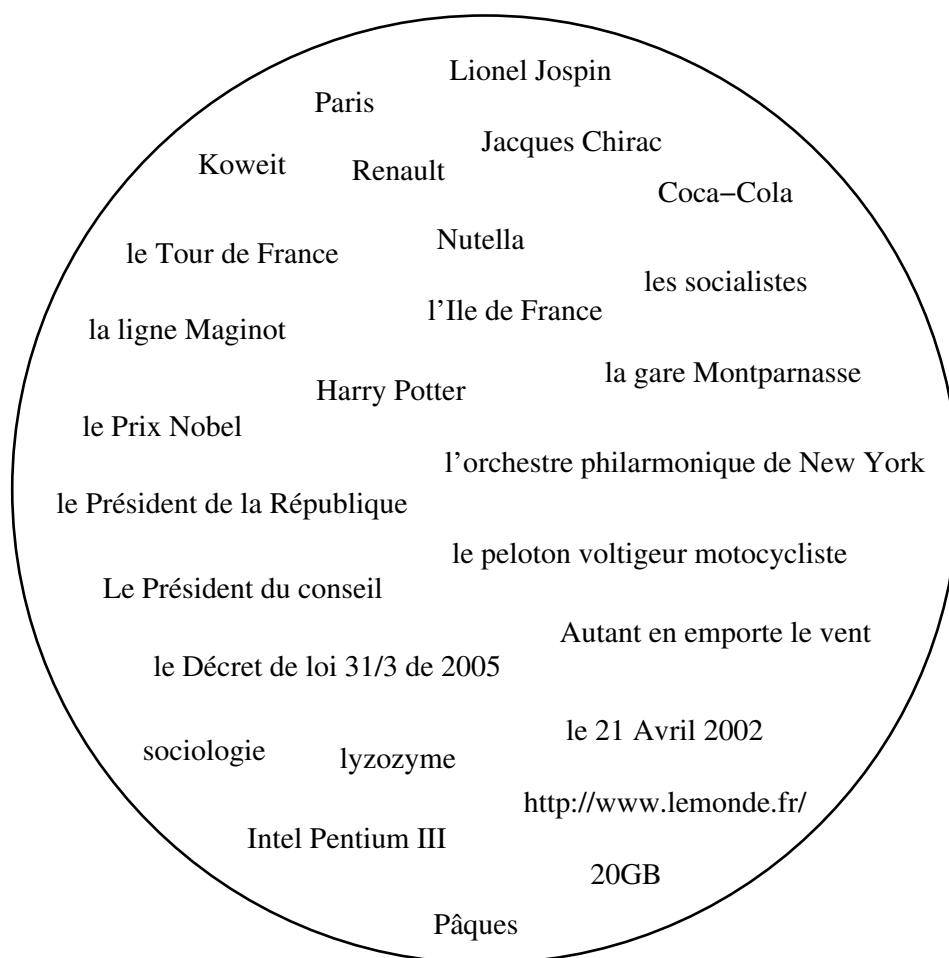 Lionel Jospin
Paris
Jacques Chirac
Koweit
Renault
Coca−Cola
Nutella
le Tour de France
les socialistes
l’Ile de France
la ligne Maginot
la gare Montparnasse
Harry Potter
le Prix Nobel
l’orchestre philarmonique de New York
le Président de la République
le peloton voltigeur motocycliste
Le Président du conseil
Autant en emporte le vent
le Décret de loi 31/3 de 2005
le 21 Avril 2002
sociologie
lyzozyme
http://www.lemonde.fr/
Intel Pentium III
20GB
Pâques